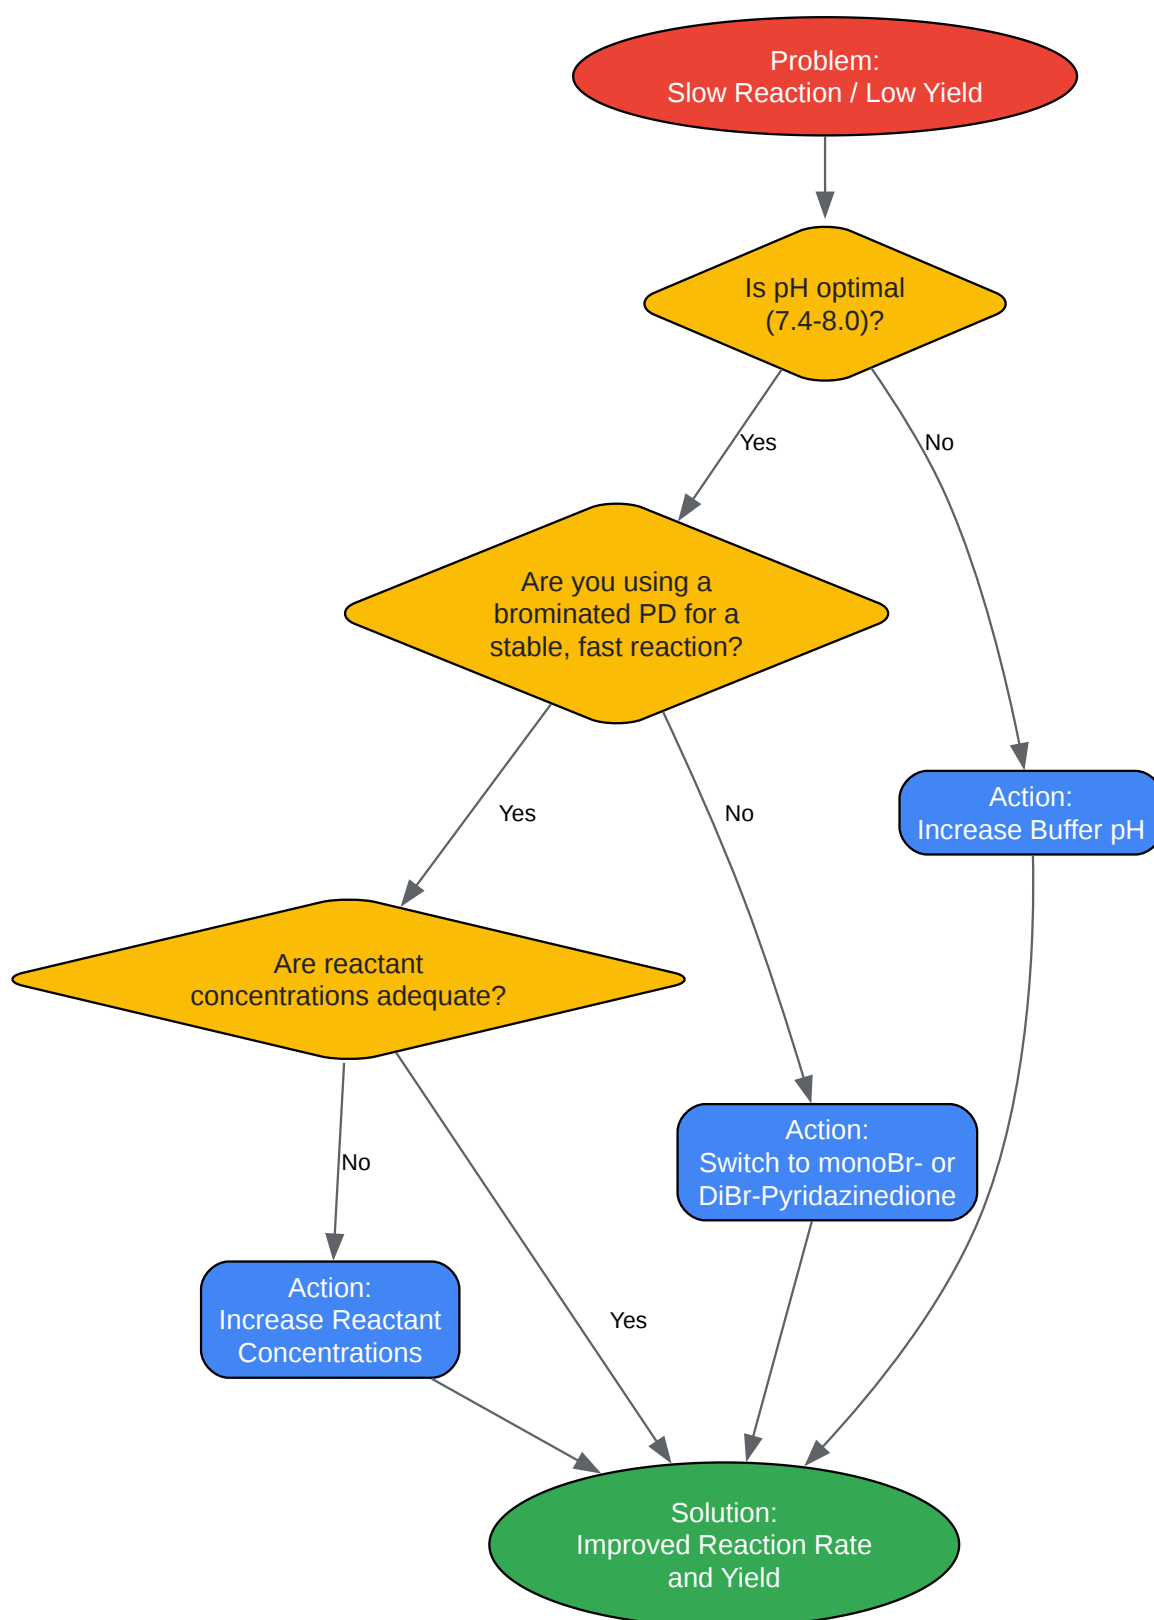 Problem:
Slow Reaction / Low Yield
Is pH optimal
(7.4-8.0)?
Yes
No
Are you using a
brominated PD for a
stable, fast reaction?
Yes
No
Action:
Increase Buffer pH
Are reactant
concentrations adequate?
No
Yes
Action:
Switch to monoBr- or
DiBr-Pyridazinedione
Action:
Increase Reactant
Concentrations
Solution:
Improved Reaction Rate
and Yield